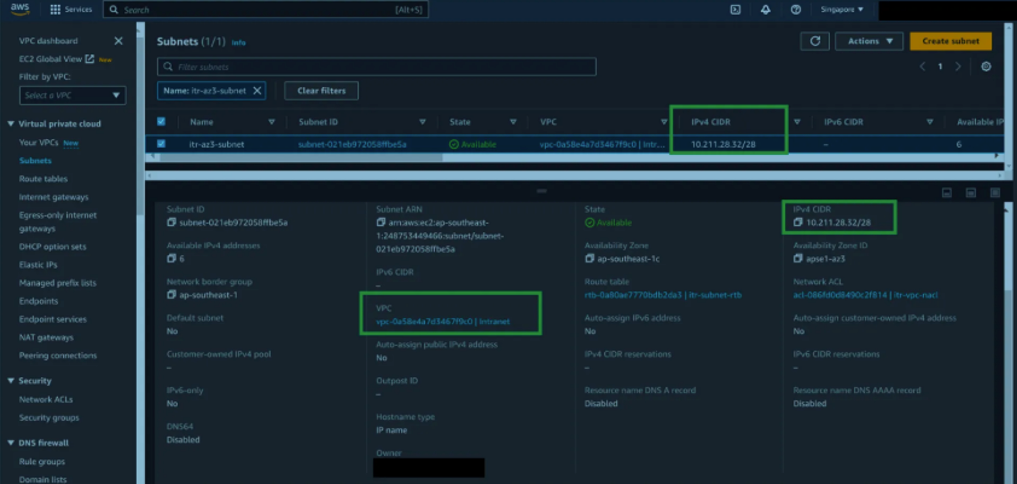 aws
Services
Search
[Alt+S]
Singapore
VPC dashboard
EC2 Global View New
Filter by VPC:
Select a VPC
Virtual private cloud
Your VPCs New
Subnets
Route tables
Internet gateways
Egress-only internet
gateways
DHCP option sets
Elastic IPs
Managed prefix lists
Endpoints
Endpoint services
NAT gateways
Peering connections
Security
Network ACLs
Security groups
DNS firewall
Rule groups
Domain lists
Subnets (1/1) Info
Actions
Create subnet
Filter subnets
1
Name: itr-az3-subnet
Clear filters
Name Subnet ID State VPC IPv4 CIDR IPv6 CIDR Available IP
itr-az3-subnet subnet-021eb972058ffbe5a Available vpc-0a58e4a7d3467f9c0 | Intr... 10.211.28.32/28 – 6
Subnet ID
subnet-021eb972058ffbe5a
Available IPv4 addresses
6
Network border group
ap-southeast-1
Default subnet
No
Customer-owned IPv4 pool
–
IPv6-only
No
DNS64
Disabled
Subnet ARN
arn:aws:ec2:ap-southeast-
1:248753449466:subnet/subnet-
021eb972058ffbe5a
IPv6 CIDR
–
VPC
vpc-0a58e4a7d3467f9c0 | Intranet
Auto-assign public IPv4 address
No
Outpost ID
–
Hostname type
IP name
Owner
State
Available
Availability Zone
ap-southeast-1c
Route table
rtb-0a80ae7770bdb2da3 | itr-subnet-rtb
Auto-assign IPv6 address
No
IPv4 CIDR reservations
–
Resource name DNS A record
Disabled
IPv4 CIDR
10.211.28.32/28
Availability Zone ID
apse1-az3
Network ACL
acl-086fd0d8490c2f814 | itr-vpc-nacl
Auto-assign customer-owned IPv4 address
No
IPv6 CIDR reservations
–
Resource name DNS AAAA record
Disabled